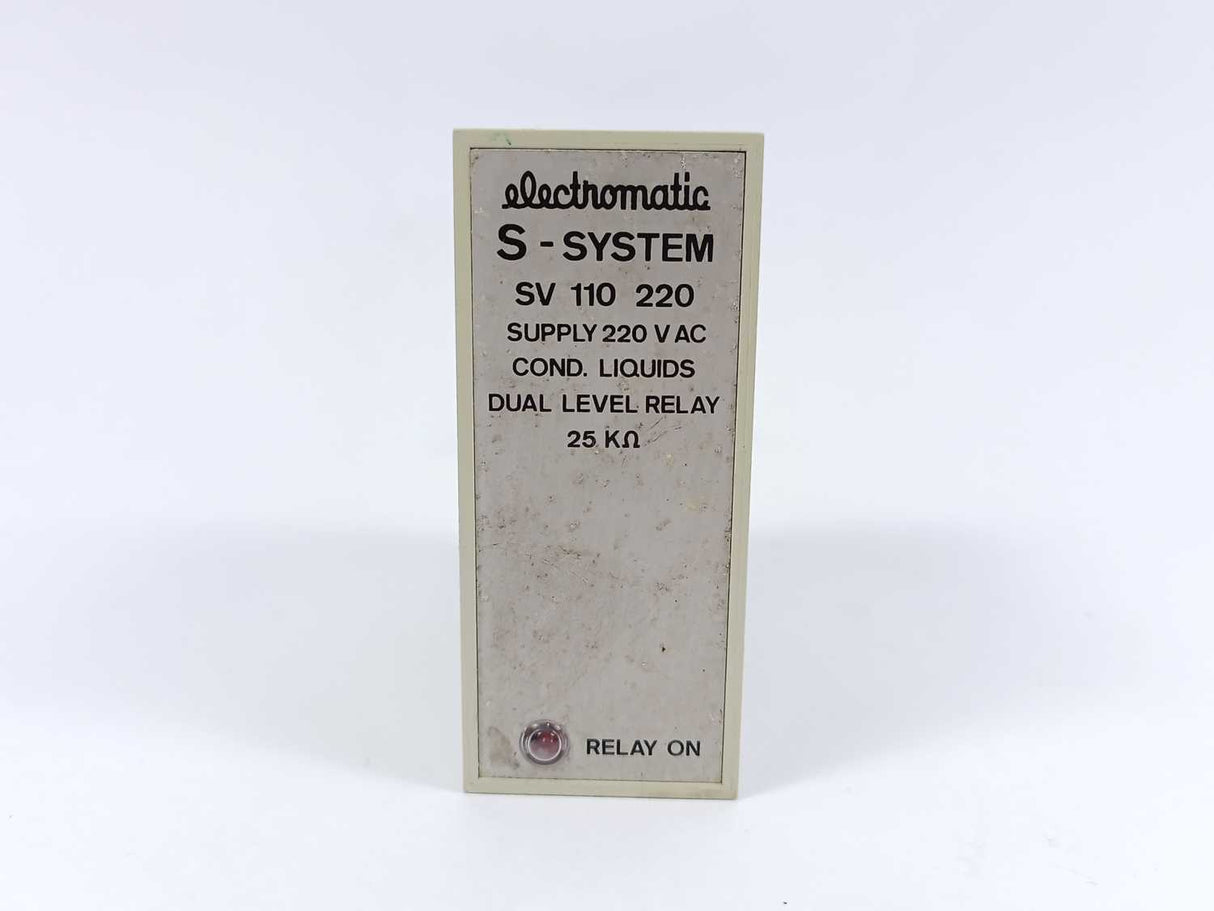 electromatic
S - SYSTEM
SV 110 220
SUPPLY 220 V AC
COND. LIQUIDS
DUAL LEVEL RELAY
25 KΩ
RELAY ON